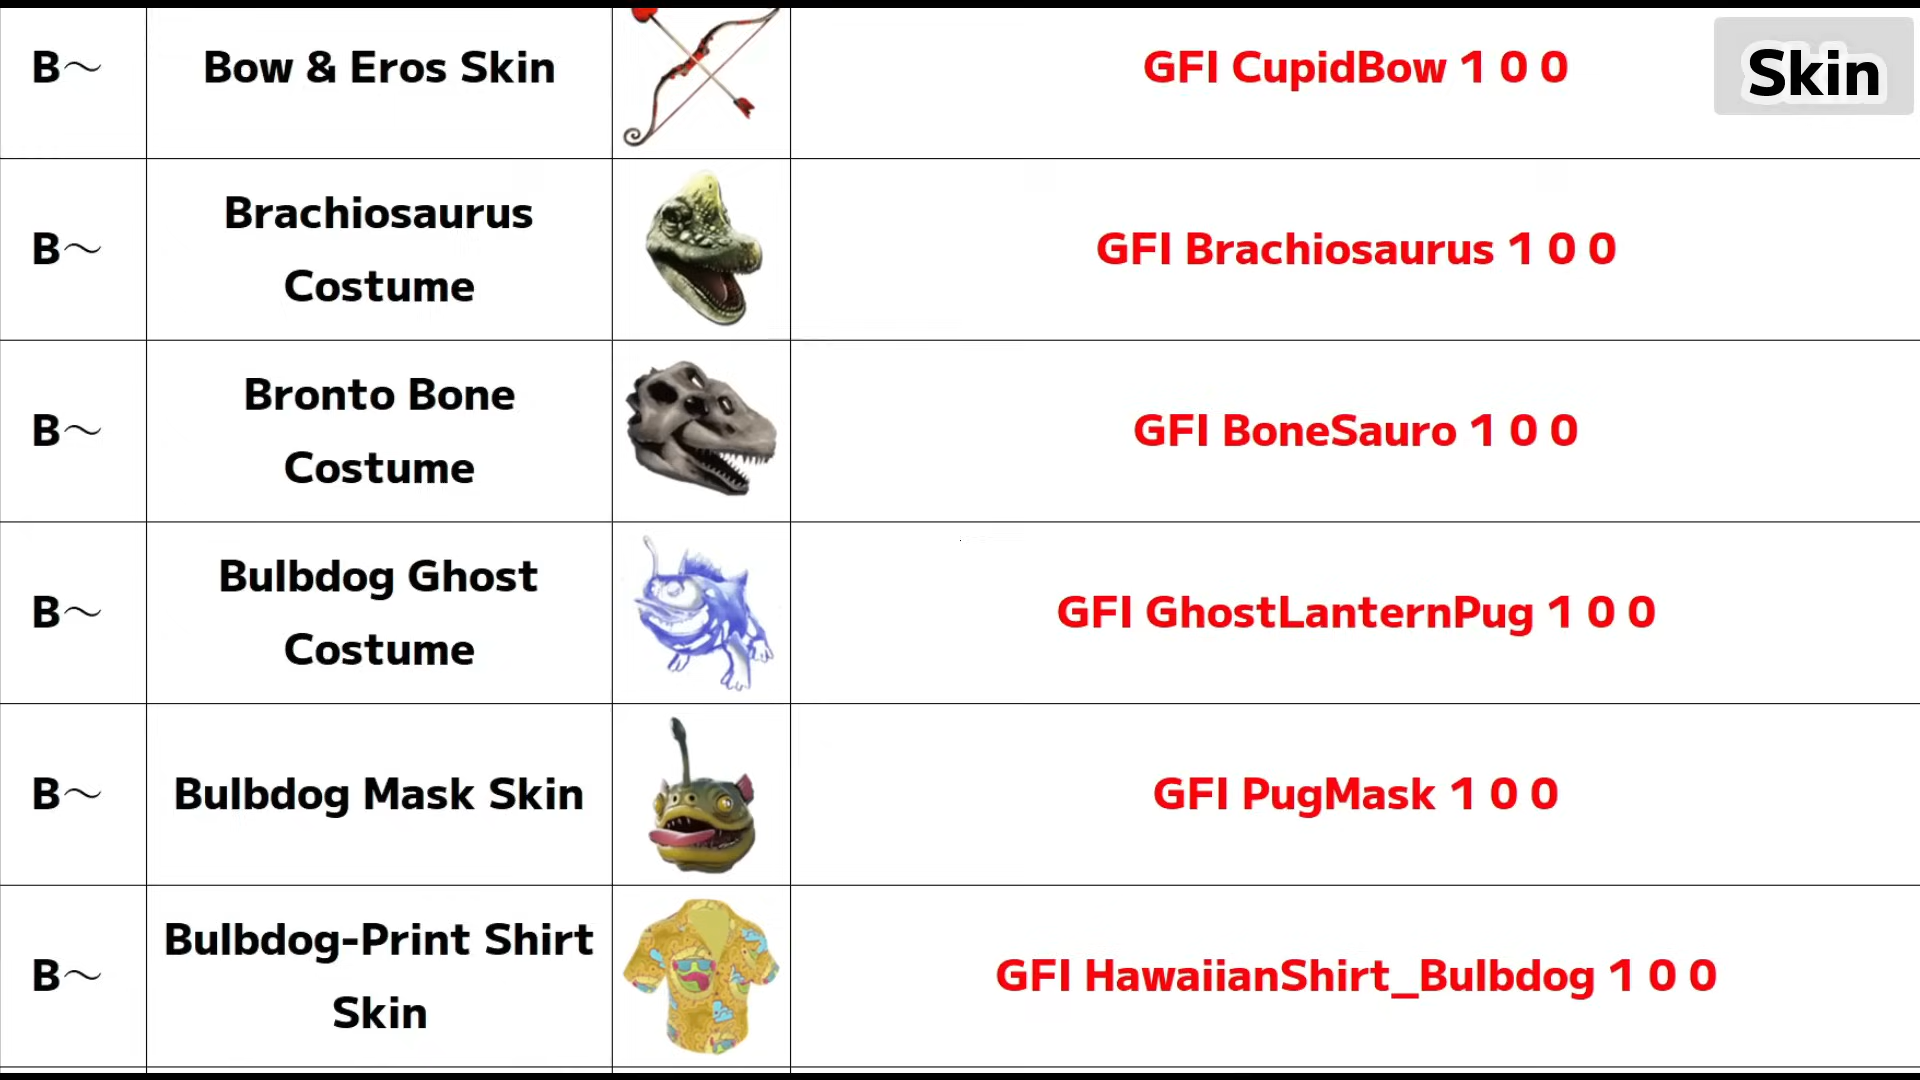 B～ Bow & Eros Skin GFI CupidBow 1 0 0
Skin
B～ Brachiosaurus
Costume
GFI Brachiosaurus 1 0 0
B～ Bronto Bone
Costume
GFI BoneSauro 1 0 0
B～ Bulbdog Ghost
Costume
GFI GhostLanternPug 1 0 0
B～ Bulbdog Mask Skin GFI PugMask 1 0 0
B～ Bulbdog-Print Shirt
Skin
GFI HawaiianShirt_Bulbdog 1 0 0